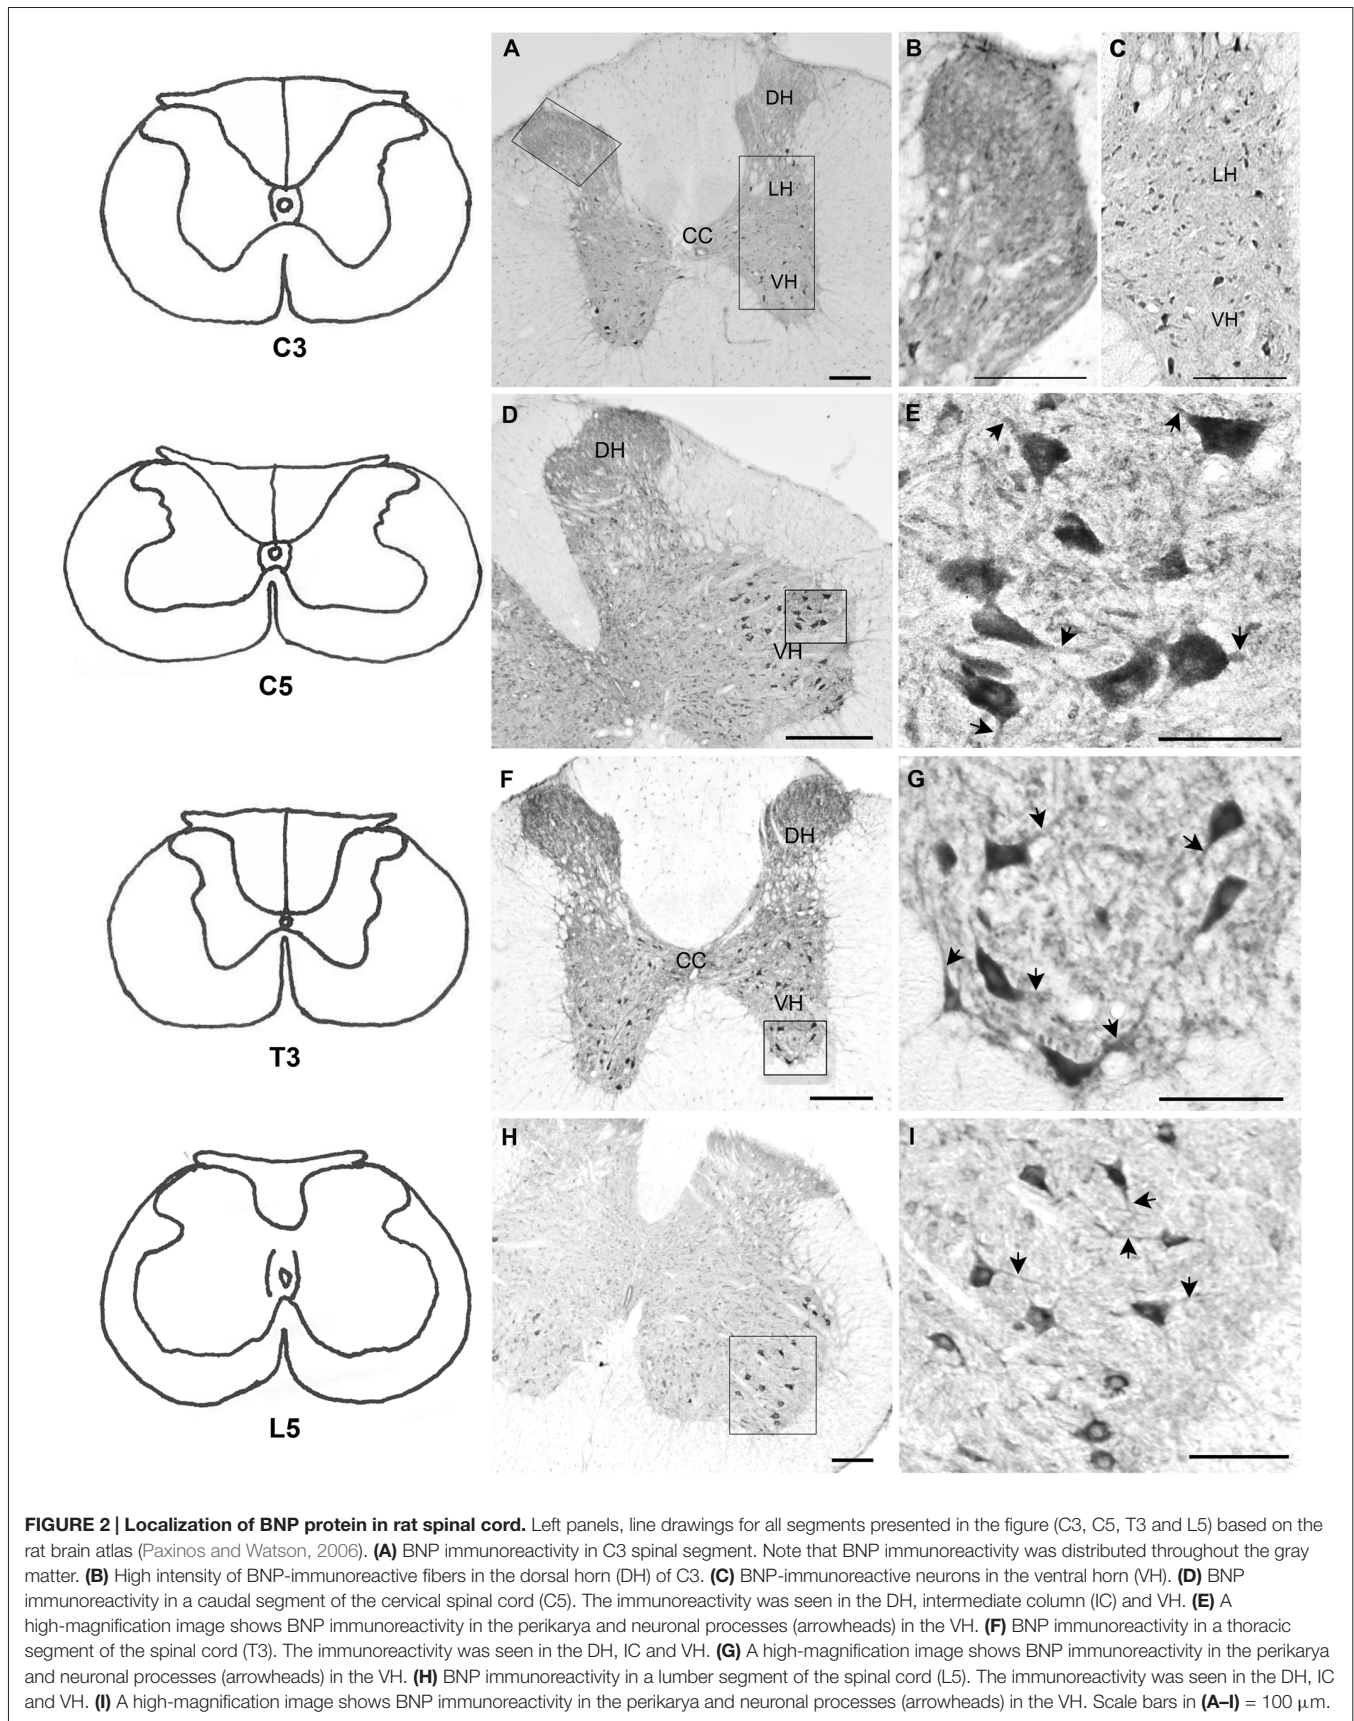 A
DH
LH
CC
VH
B
C
LH
VH
C3
D
DH
VH
E
C5
F
DH
CC
VH
G
T3
H
I
L5
FIGURE 2 | Localization of BNP protein in rat spinal cord. Left panels, line drawings for all segments presented in the figure (C3, C5, T3 and L5) based on the
rat brain atlas (Paxinos and Watson, 2006). (A) BNP immunoreactivity in C3 spinal segment. Note that BNP immunoreactivity was distributed throughout the gray
matter. (B) High intensity of BNP-immunoreactive fibers in the dorsal horn (DH) of C3. (C) BNP-immunoreactive neurons in the ventral horn (VH). (D) BNP
immunoreactivity in a caudal segment of the cervical spinal cord (C5). The immunoreactivity was seen in the DH, intermediate column (IC) and VH. (E) A
high-magnification image shows BNP immunoreactivity in the perikarya and neuronal processes (arrowheads) in the VH. (F) BNP immunoreactivity in a thoracic
segment of the spinal cord (T3). The immunoreactivity was seen in the DH, IC and VH. (G) A high-magnification image shows BNP immunoreactivity in the perikarya
and neuronal processes (arrowheads) in the VH. (H) BNP immunoreactivity in a lumber segment of the spinal cord (L5). The immunoreactivity was seen in the DH, IC
and VH. (I) A high-magnification image shows BNP immunoreactivity in the perikarya and neuronal processes (arrowheads) in the VH. Scale bars in (A–I) = 100 μm.